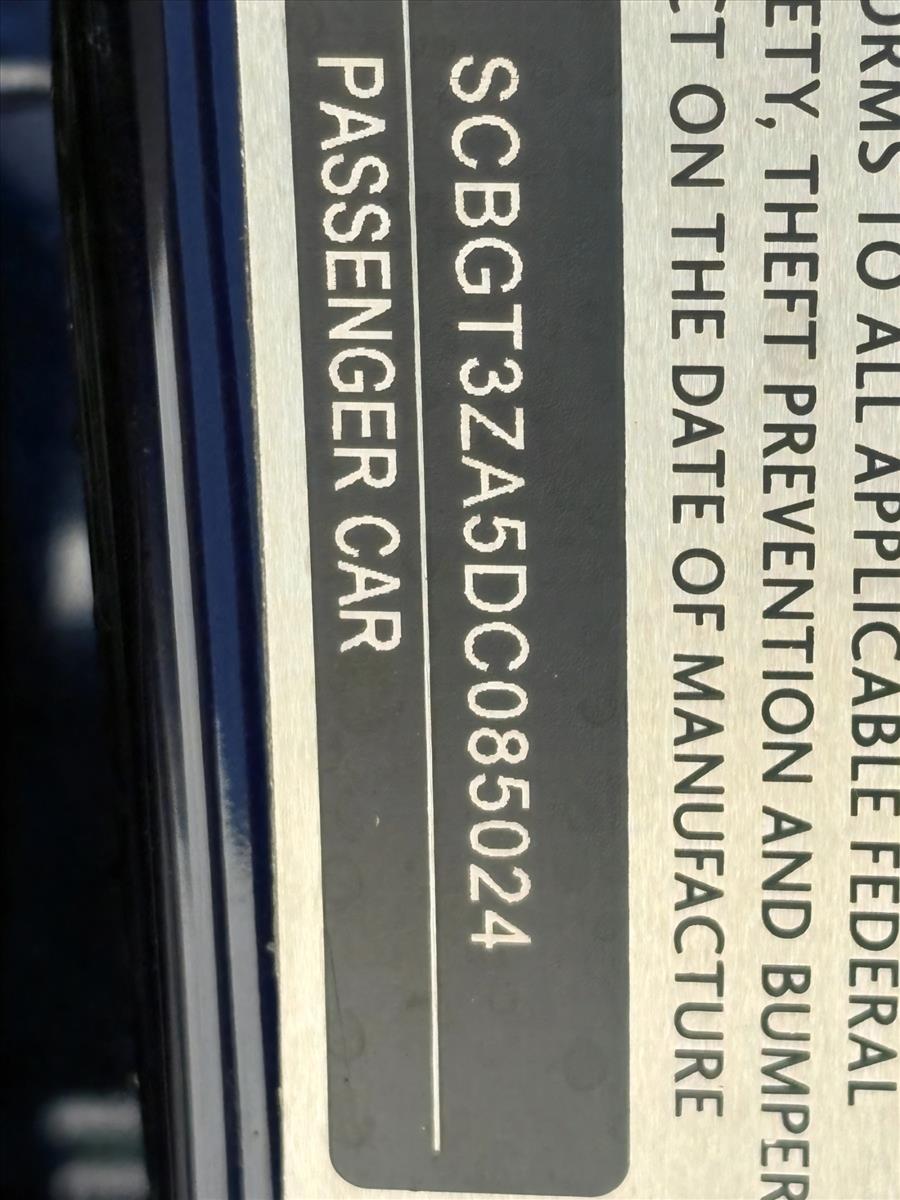 ORMS TO ALL APPLICABLE FEDERAL
ETY, THEFT PREVENTION AND BUMPER
CT ON THE DATE OF MANUFACTURE
SCBGT3ZA5DC085024
PASSENGER CAR